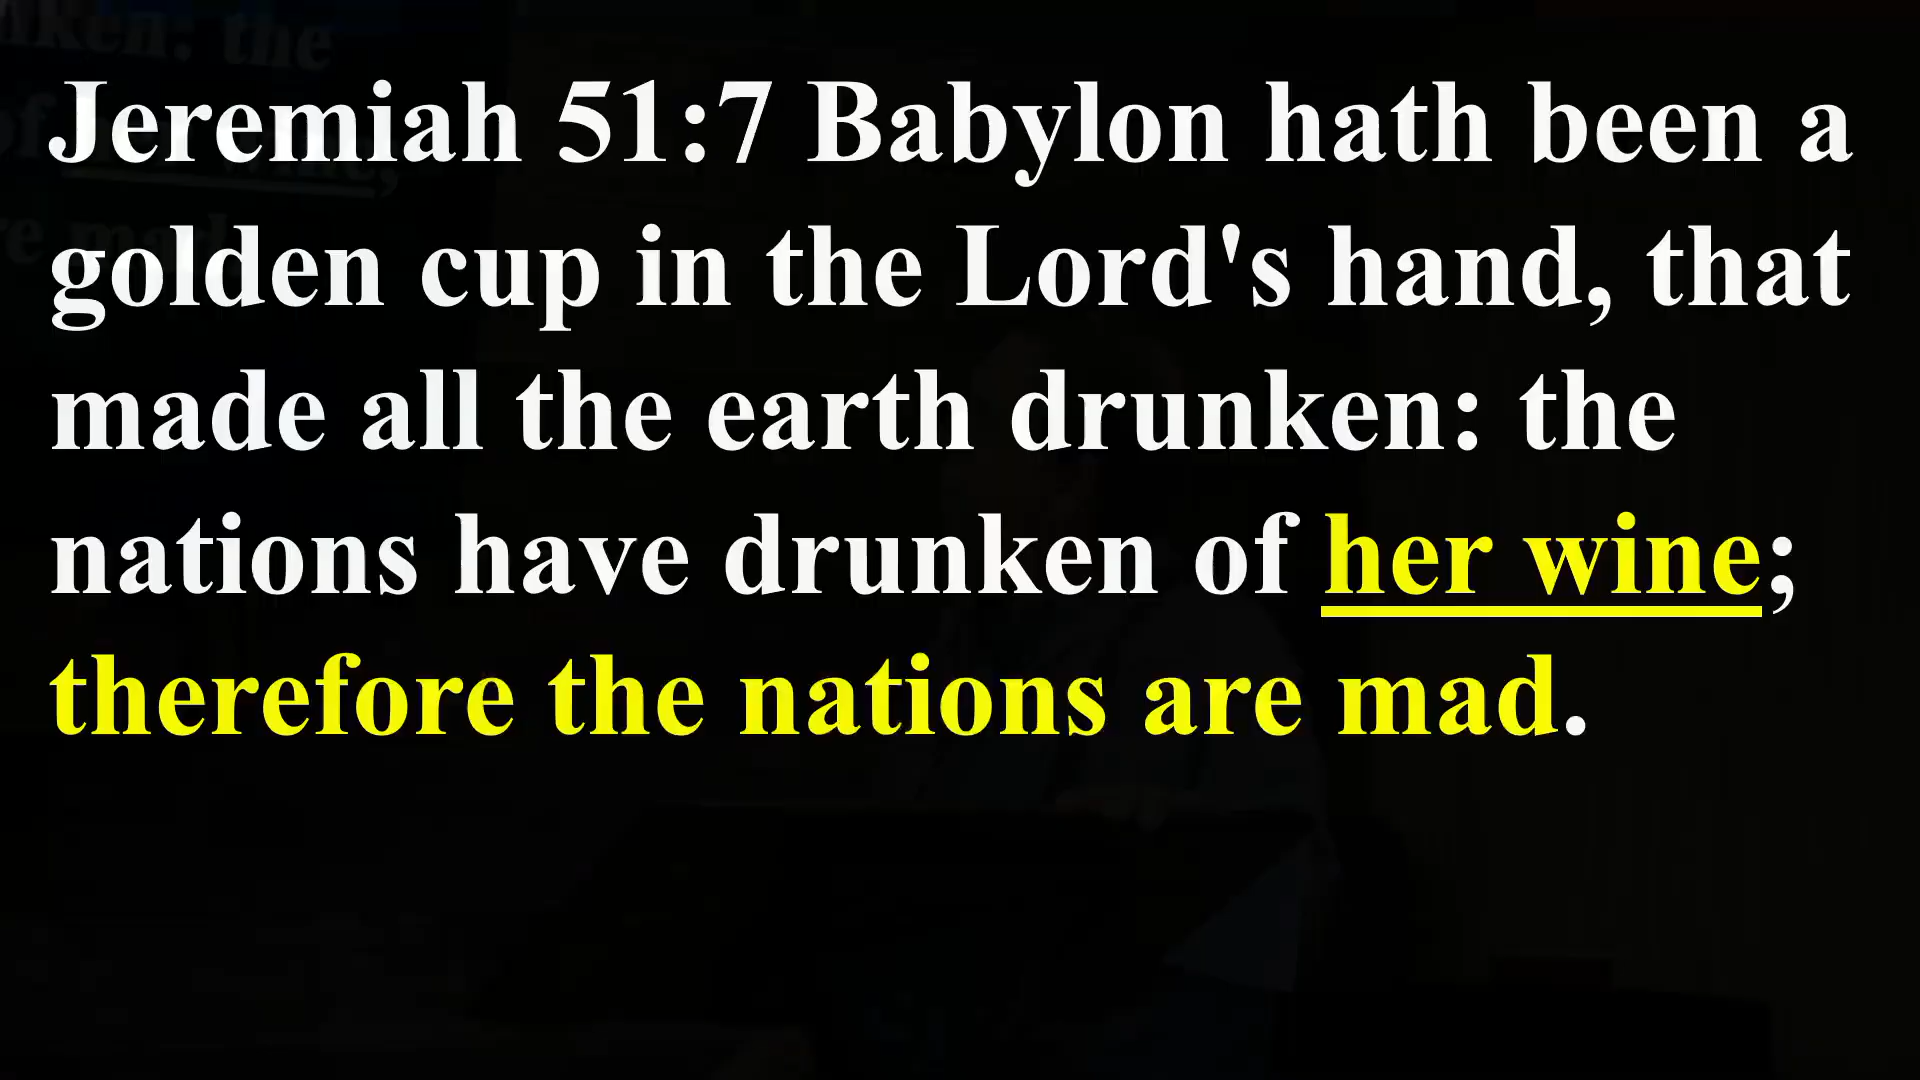 Jeremiah 51:7 Babylon hath been a
golden cup in the Lord's hand, that
made all the earth drunken: the
nations have drunken of her wine;
therefore the nations are mad.